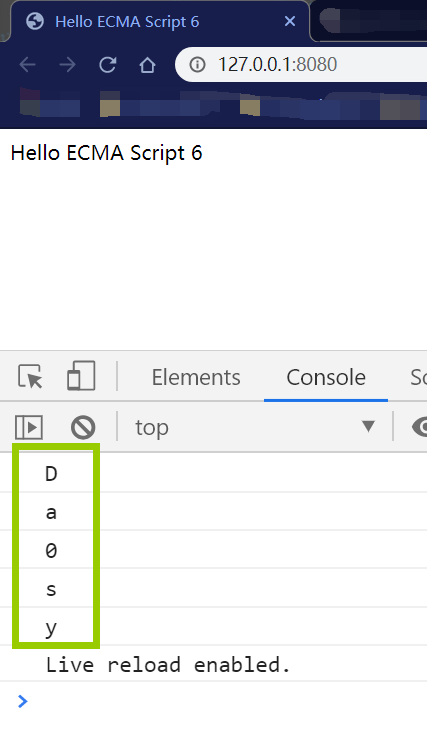 Hello ECMA Script 6
127.0.0.1:8080
Hello ECMA Script 6
Elements Console Sc
top
D
a
0
s
y
Live reload enabled.